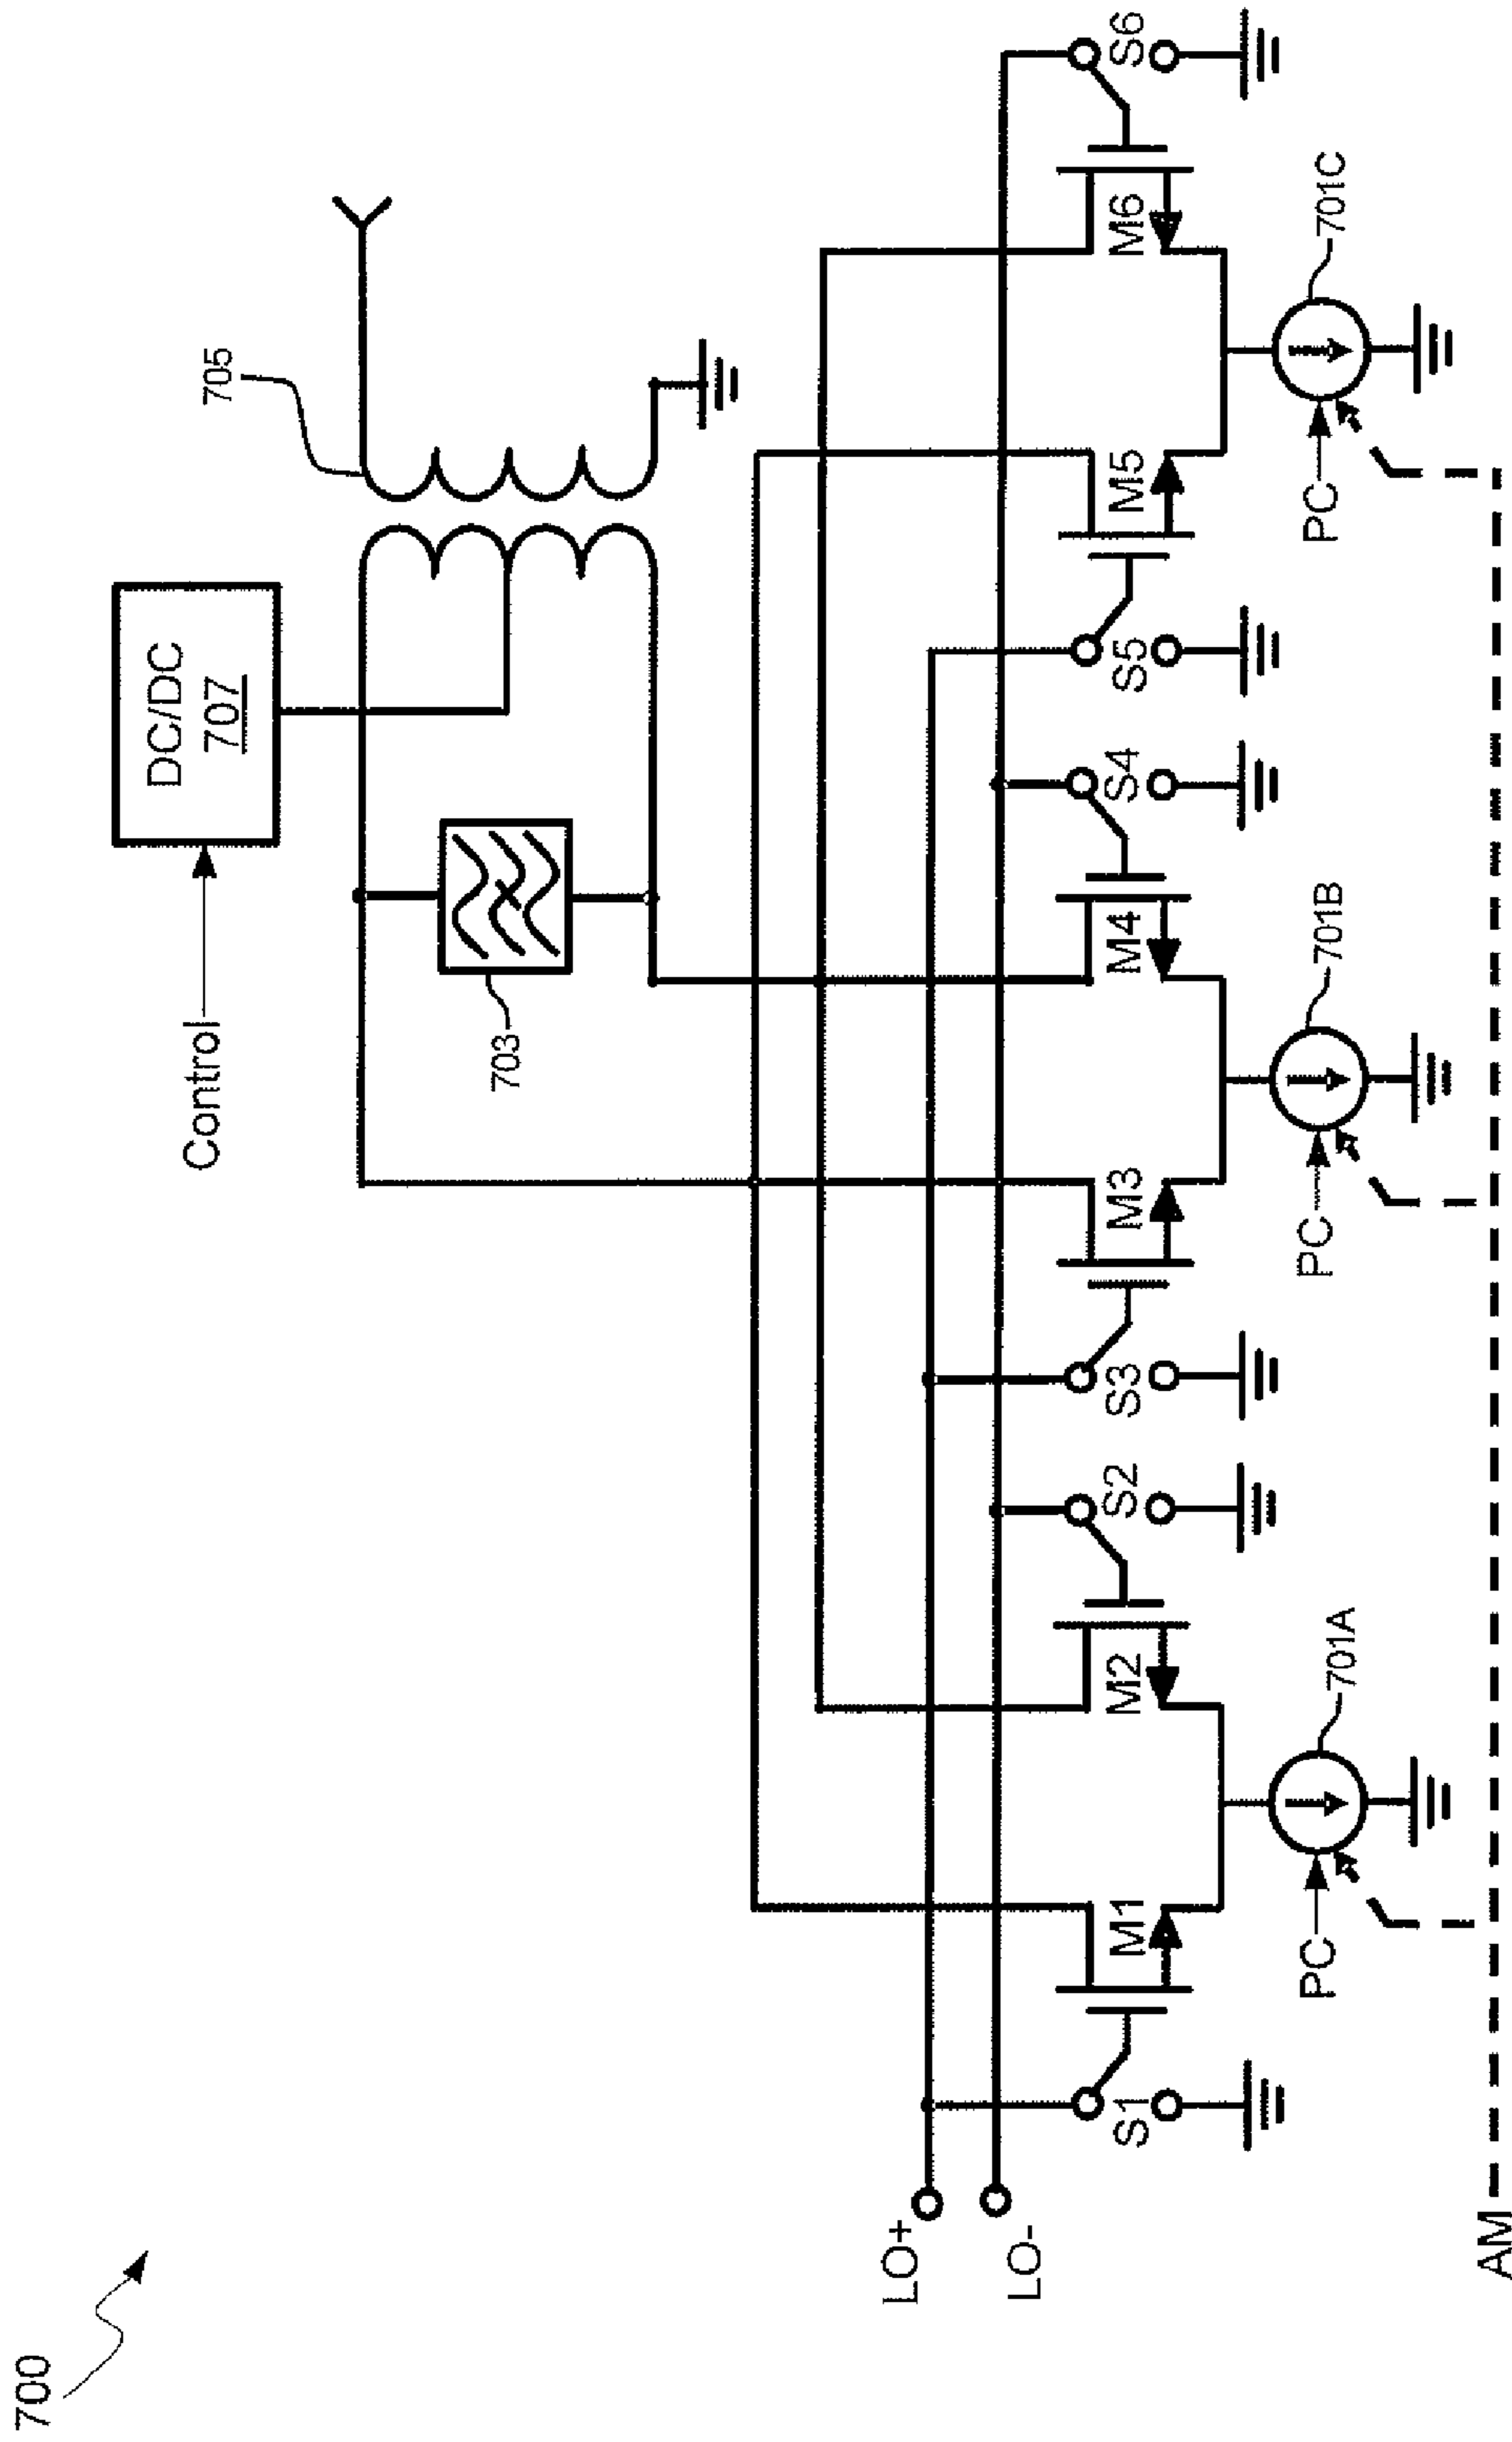 700
Control
DC/DC
707
705
703
LO+
LO-
S1
M1
M2
S2
S3
M3
M4
S4
S5
M5
M6
S6
PC
701A
PC
701B
PC
701C
AM